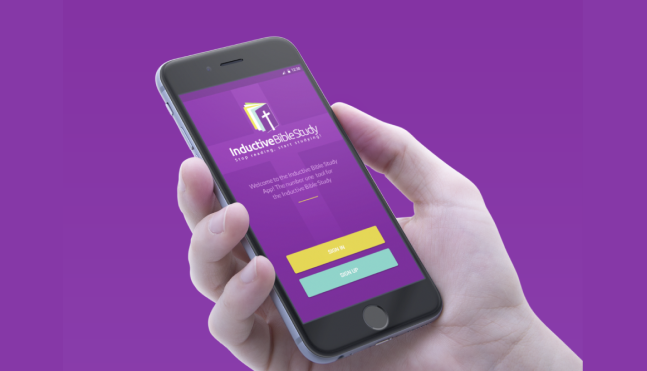 InductiveBibleStudy
Stop reading, start studying!
Welcome to the Inductive Bible Study
App! The number one tool for
the Inductive Bible Study
SIGN IN
SIGN UP